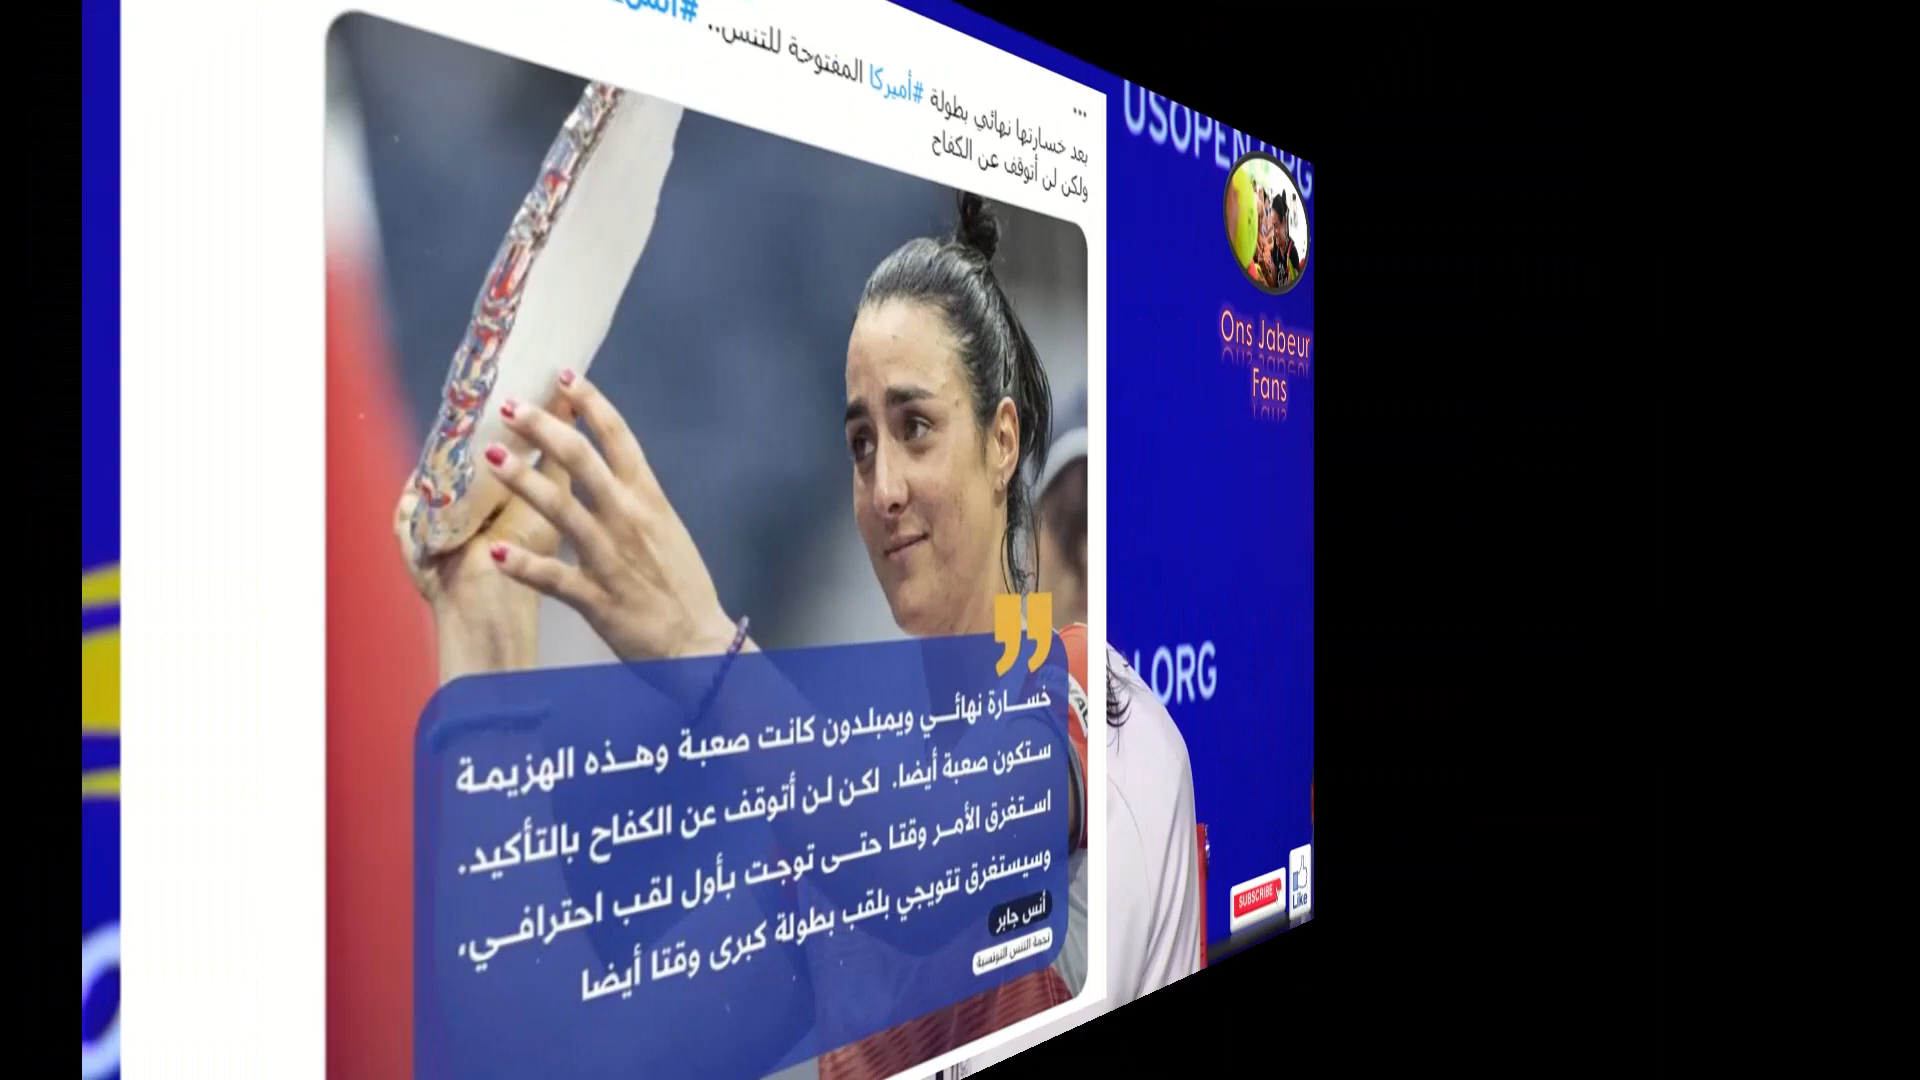 بعد خسارتها نهائي بطولة #أميركا المفتوحة للتنس..
ولكن لن أتوقف عن الكفاح
خسارة نهائي ويمبلدون كانت صعبة وهذه الهزيمة
ستكون صعبة أيضا. لكن لن أتوقف عن الكفاح بالتأكيد.
استغرق الأمر وقتا حتى توجت بأول لقب احترافي،
وسيستغرق تتويجي بلقب بطولة كبرى وقتا أيضا
أنس جابر
نجمة التنس التونسية
USOPEN.ORG
Ons Jabeur
Fans
.ORG
SUBSCRIBE
Like